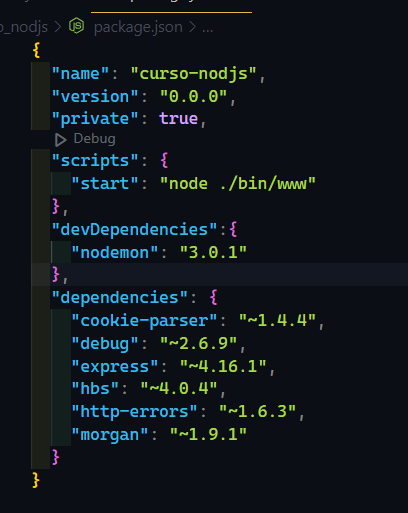 o_nodjs > package.json > ...
{
"name": "curso-nodjs",
"version": "0.0.0",
"private": true,
Debug
"scripts": {
"start": "node ./bin/www"
},
"devDependencies":{
"nodemon": "3.0.1"
},
"dependencies": {
"cookie-parser": "~1.4.4",
"debug": "~2.6.9",
"express": "~4.16.1",
"hbs": "~4.0.4",
"http-errors": "~1.6.3",
"morgan": "~1.9.1"
}
}